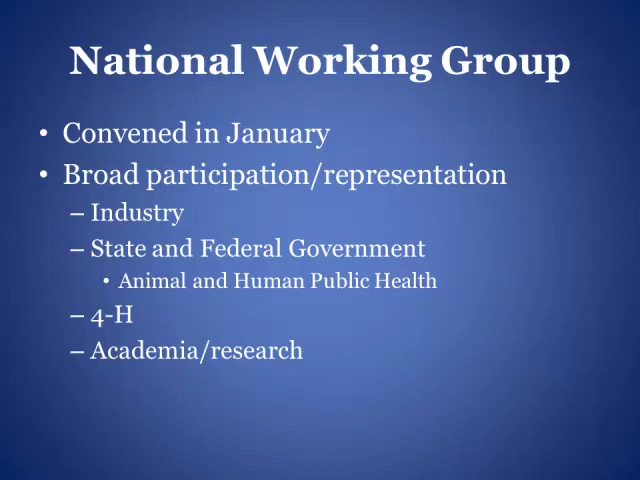 National Working Group
• Convened in January
• Broad participation/representation
– Industry
– State and Federal Government
• Animal and Human Public Health
– 4-H
– Academia/research